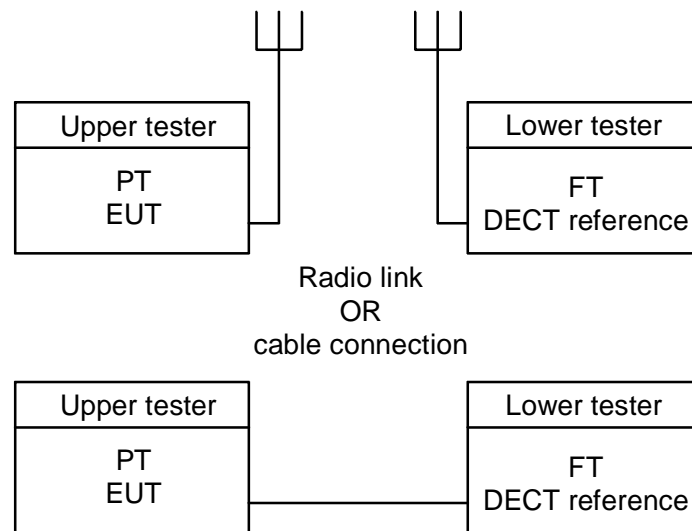 Upper tester
PT
EUT
Lower tester
FT
DECT reference
Radio link
OR
cable connection
Upper tester
PT
EUT
Lower tester
FT
DECT reference